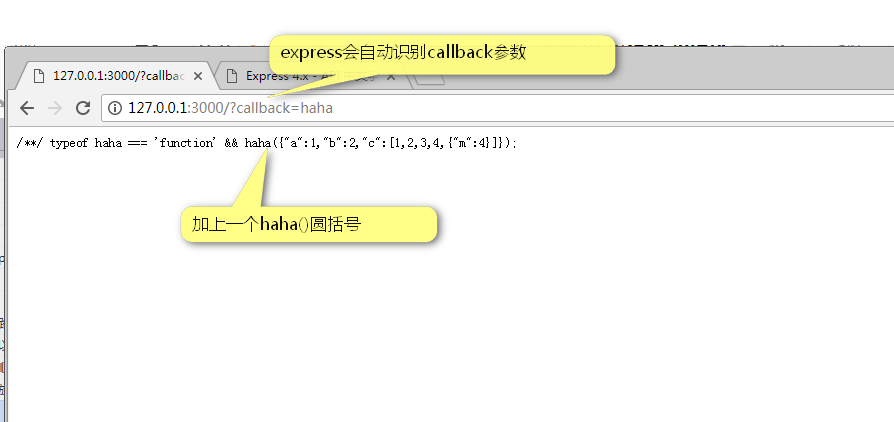 express会自动识别callback参数
127.0.0.1:3000/?callbac
Express 4.x - A
127.0.0.1:3000/?callback=haha
/**/ typeof haha === 'function' && haha({"a":1,"b":2,"c":[1,2,3,4,{"m":4}]});
加上一个haha()圆括号